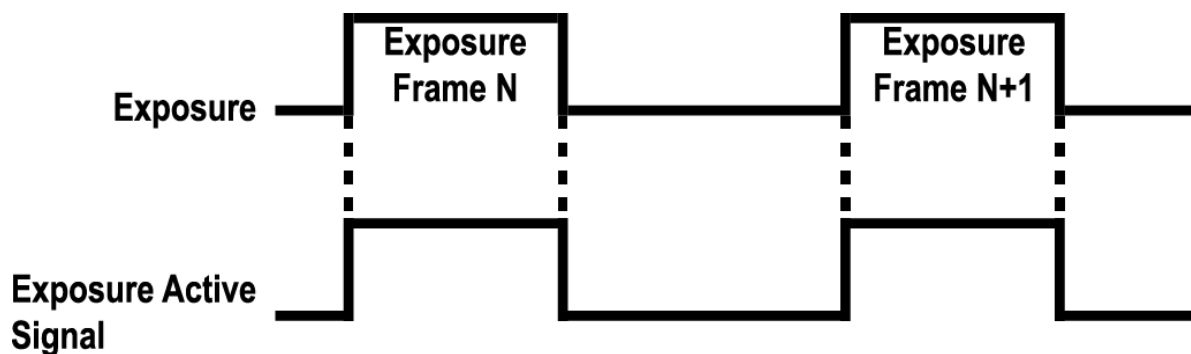 Exposure
Frame N
Exposure
Frame N+1
Exposure
Exposure Active
Signal